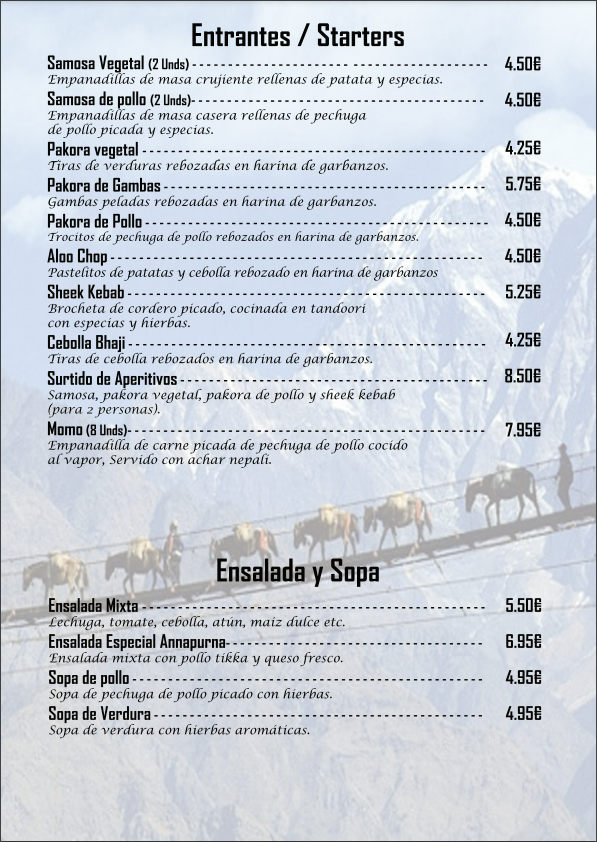 Entrantes / Starters
Samosa Vegetal (2 Unds) - - - - - - - - - - - - - - - - - - - - - - - - - - - - - - - - - - - - - - 4.50€
Empanadillas de masa crujiente rellenas de patata y especias.
Samosa de pollo (2 Unds)- - - - - - - - - - - - - - - - - - - - - - - - - - - - - - - - - - - - - - 4.50€
Empanadillas de masa casera rellenas de pechuga
de pollo picada y especias.
Pakora vegetal - - - - - - - - - - - - - - - - - - - - - - - - - - - - - - - - - - - - - - - - - - - - 4.25€
Tiras de verduras rebozadas en harina de garbanzos.
Pakora de Gambas - - - - - - - - - - - - - - - - - - - - - - - - - - - - - - - - - - - - - - - - - 5.75€
Gambas peladas rebozadas en harina de garbanzos.
Pakora de Pollo - - - - - - - - - - - - - - - - - - - - - - - - - - - - - - - - - - - - - - - - - - - - 4.50€
Trocitos de pechuga de pollo rebozados en harina de garbanzos.
Aloo Chop - - - - - - - - - - - - - - - - - - - - - - - - - - - - - - - - - - - - - - - - - - - - - - - - 4.50€
Pastelitos de patatas y cebolla rebozado en harina de garbanzos
Sheek Kebab - - - - - - - - - - - - - - - - - - - - - - - - - - - - - - - - - - - - - - - - - - - - - - 5.25€
Brocheta de cordero picado, cocinada en tandoori
con especias y hierbas.
Cebolla Bhaji - - - - - - - - - - - - - - - - - - - - - - - - - - - - - - - - - - - - - - - - - - - - - - 4.25€
Tiras de cebolla rebozados en harina de garbanzos.
Surtido de Aperitivos - - - - - - - - - - - - - - - - - - - - - - - - - - - - - - - - - - - - - - - - 8.50€
Samosa, pakora vegetal, pakora de pollo y sheek kebab
(para 2 personas).
Momo (8 Unds)- - - - - - - - - - - - - - - - - - - - - - - - - - - - - - - - - - - - - - - - - - - - - - 7.95€
Empanadilla de carne picada de pechuga de pollo cocido
al vapor, Servido con achar nepali.
Ensalada y Sopa
Ensalada Mixta - - - - - - - - - - - - - - - - - - - - - - - - - - - - - - - - - - - - - - - - - - - - 5.50€
Lechuga, tomate, cebolla, atún, maíz dulce etc.
Ensalada Especial Annapurna- - - - - - - - - - - - - - - - - - - - - - - - - - - - - - - - - 6.95€
Ensalada mixta con pollo tikka y queso fresco.
Sopa de pollo - - - - - - - - - - - - - - - - - - - - - - - - - - - - - - - - - - - - - - - - - - - - - 4.95€
Sopa de pechuga de pollo picado con hierbas.
Sopa de Verdura - - - - - - - - - - - - - - - - - - - - - - - - - - - - - - - - - - - - - - - - - - 4.95€
Sopa de verdura con hierbas aromáticas.